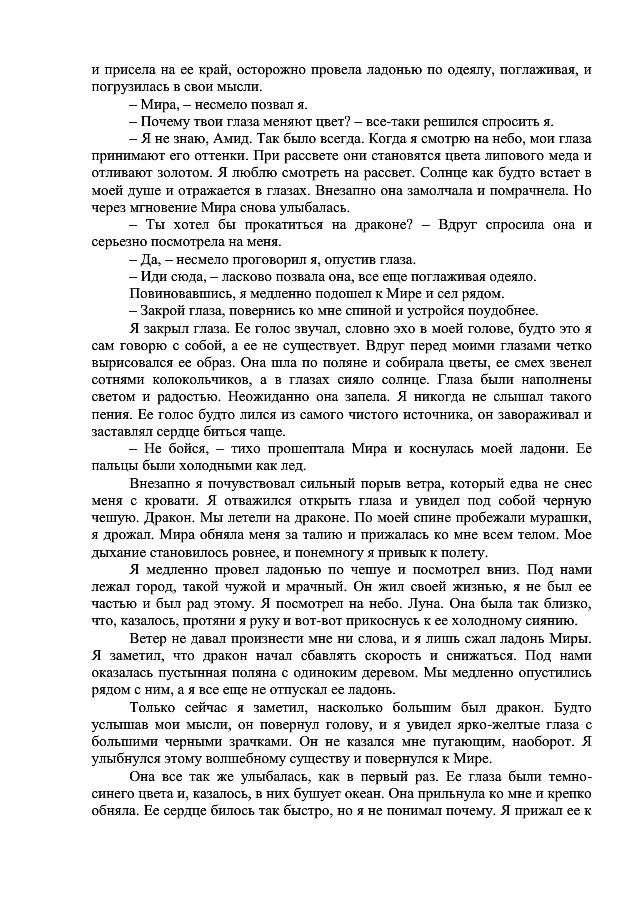 и присела на ее край, осторожно провела ладонью по одеялу, поглаживая, и
погрузилась в свои мысли.
– Мира, – несмело позвал я.
– Почему твои глаза меняют цвет? – все-таки решился спросить я.
– Я не знаю, Амид. Так было всегда. Когда я смотрю на небо, мои глаза
принимают его оттенки. При рассвете они становятся цвета липового меда и
отливают золотом. Я люблю смотреть на рассвет. Солнце как будто встает в
моей душе и отражается в глазах. Внезапно она замолчала и помрачнела. Но
через мгновение Мира снова улыбалась.
– Ты хотел бы прокатиться на драконе? – Вдруг спросила она и
серьезно посмотрела на меня.
– Да, – несмело проговорил я, опустив глаза.
– Иди сюда, – ласково позвала она, все еще поглаживая одеяло.
Повиновавшись, я медленно подошел к Мире и сел рядом.
– Закрой глаза, повернись ко мне спиной и устройся поудобнее.
Я закрыл глаза. Ее голос звучал, словно эхо в моей голове, будто это я
сам говорю с собой, а ее не существует. Вдруг перед моими глазами четко
вырисовался ее образ. Она шла по поляне и собирала цветы, ее смех звенел
сотнями колокольчиков, а в глазах сияло солнце. Глаза были наполнены
светом и радостью. Неожиданно она запела. Я никогда не слышал такого
пения. Ее голос будто лился из самого чистого источника, он завораживал и
заставлял сердце биться чаще.
– Не бойся, – тихо прошептала Мира и коснулась моей ладони. Ее
пальцы были холодными как лед.
Внезапно я почувствовал сильный порыв ветра, который едва не снес
меня с кровати. Я отважился открыть глаза и увидел под собой черную
чешую. Дракон. Мы летели на драконе. По моей спине пробежали мурашки,
я дрожал. Мира обняла меня за талию и прижалась ко мне всем телом. Мое
дыхание становилось ровнее, и понемногу я привык к полету.
Я медленно провел ладонью по чешуе и посмотрел вниз. Под нами
лежал город, такой чужой и мрачный. Он жил своей жизнью, я не был ее
частью и был рад этому. Я посмотрел на небо. Луна. Она была так близко,
что, казалось, протяни я руку и вот-вот прикоснусь к ее холодному сиянию.
Ветер не давал произнести мне ни слова, и я лишь сжал ладонь Миры.
Я заметил, что дракон начал сбавлять скорость и снижаться. Под нами
оказалась пустынная поляна с одиноким деревом. Мы медленно опустились
рядом с ним, а я все еще не отпускал ее ладонь.
Только сейчас я заметил, насколько большим был дракон. Будто
услышав мои мысли, он повернул голову, и я увидел ярко-желтые глаза с
большими черными зрачками. Он не казался мне пугающим, наоборот. Я
улыбнулся этому волшебному существу и повернулся к Мире.
Она все так же улыбалась, как в первый раз. Ее глаза были темно-
синего цвета и, казалось, в них бушует океан. Она прильнула ко мне и крепко
обняла. Ее сердце билось так быстро, но я не понимал почему. Я прижал ее к